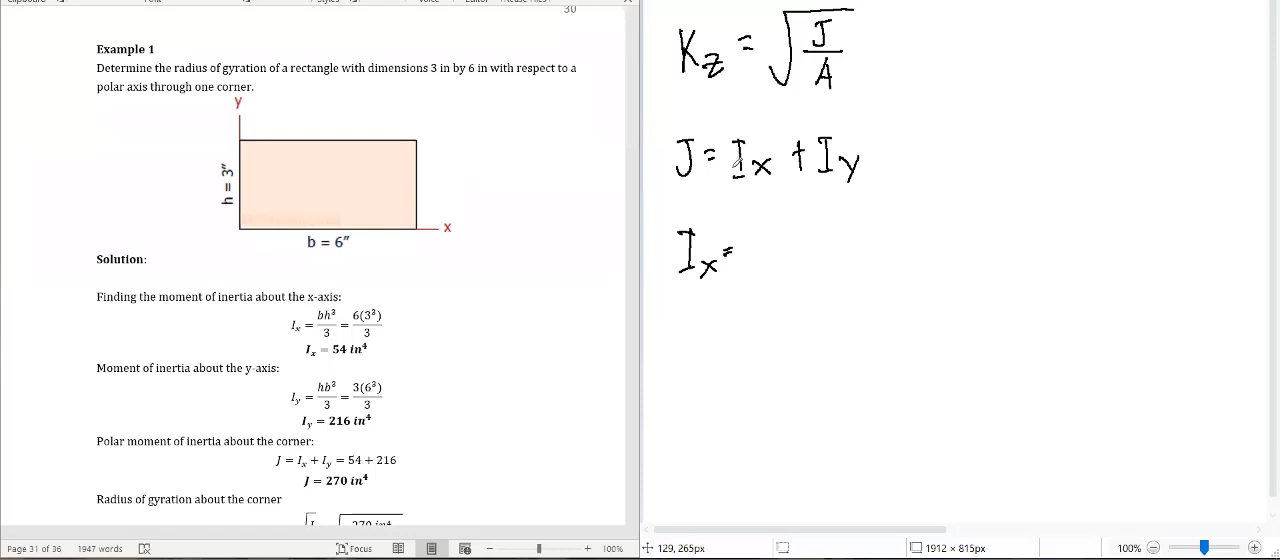 30
Example 1
Determine the radius of gyration of a rectangle with dimensions 3 in by 6 in with respect to a
polar axis through one corner.
y
h = 3"
x
b = 6"
Solution:
Finding the moment of inertia about the x-axis:
Iₓ = bh³/3 = 6(3³)/3
Iₓ = 54 in⁴
Moment of inertia about the y-axis:
I_y = hb³/3 = 3(6³)/3
I_y = 216 in⁴
Polar moment of inertia about the corner:
J = Iₓ + I_y = 54 + 216
J = 270 in⁴
Radius of gyration about the corner
270 in⁴
Page 31 of 36 1947 words Focus 100%
K_z = √(J/A)
J = Iₓ + I_y
Iₓ =
129, 265px 1912 × 815px 100%